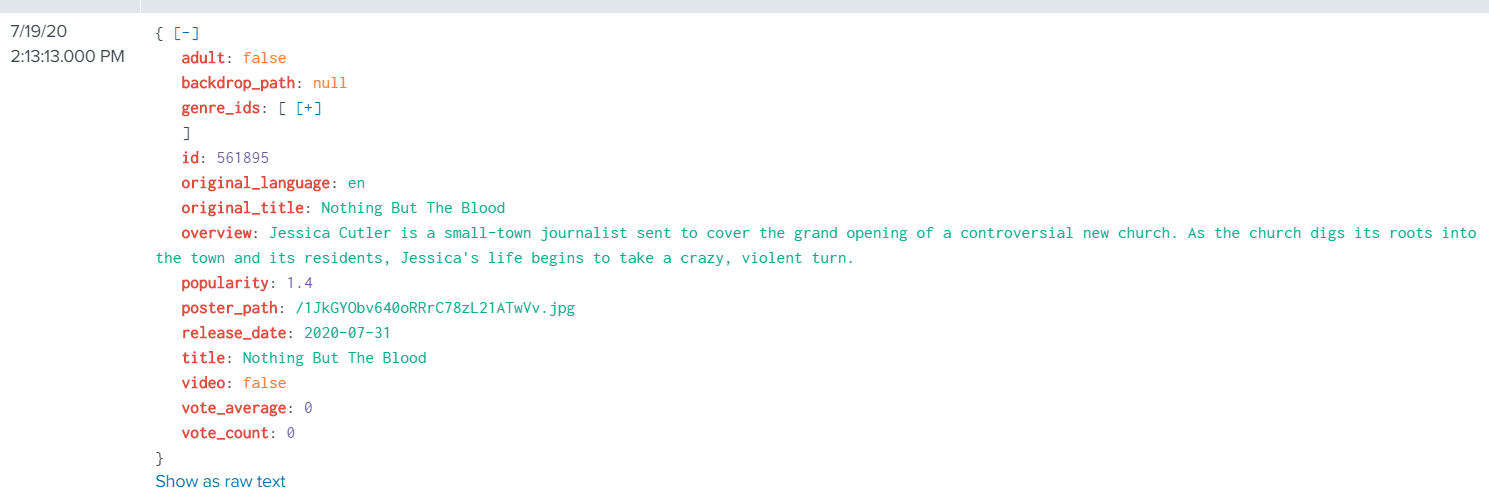 7/19/20
2:13:13.000 PM
{ [-]
adult: false
backdrop_path: null
genre_ids: [ [+]
]
id: 561895
original_language: en
original_title: Nothing But The Blood
overview: Jessica Cutler is a small-town journalist sent to cover the grand opening of a controversial new church. As the church digs its roots into
the town and its residents, Jessica's life begins to take a crazy, violent turn.
popularity: 1.4
poster_path: /1JkGYObv640oRRrC78zL21ATwVv.jpg
release_date: 2020-07-31
title: Nothing But The Blood
video: false
vote_average: 0
vote_count: 0
}
Show as raw text